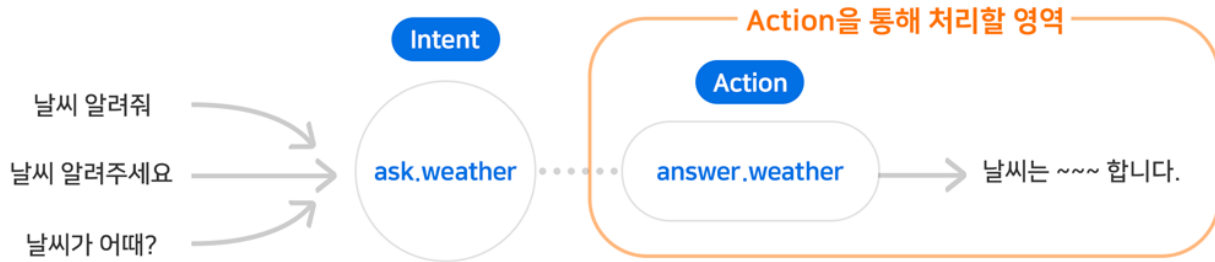 Action을 통해 처리할 영역
Intent
Action
날씨 알려줘
날씨 알려주세요
날씨가 어때?
ask.weather
answer.weather
날씨는 ~~~ 합니다.